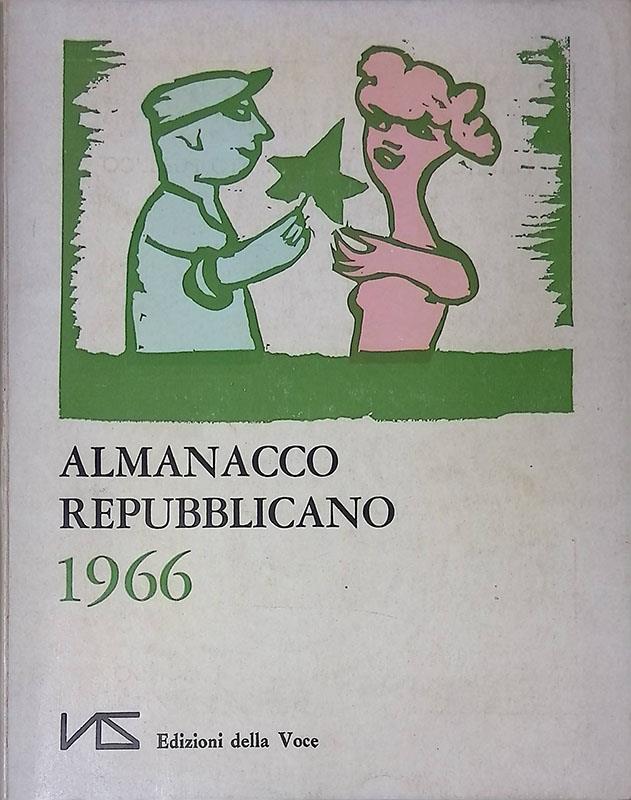 ALMANACCO
REPUBBLICANO
1966
Edizioni della Voce